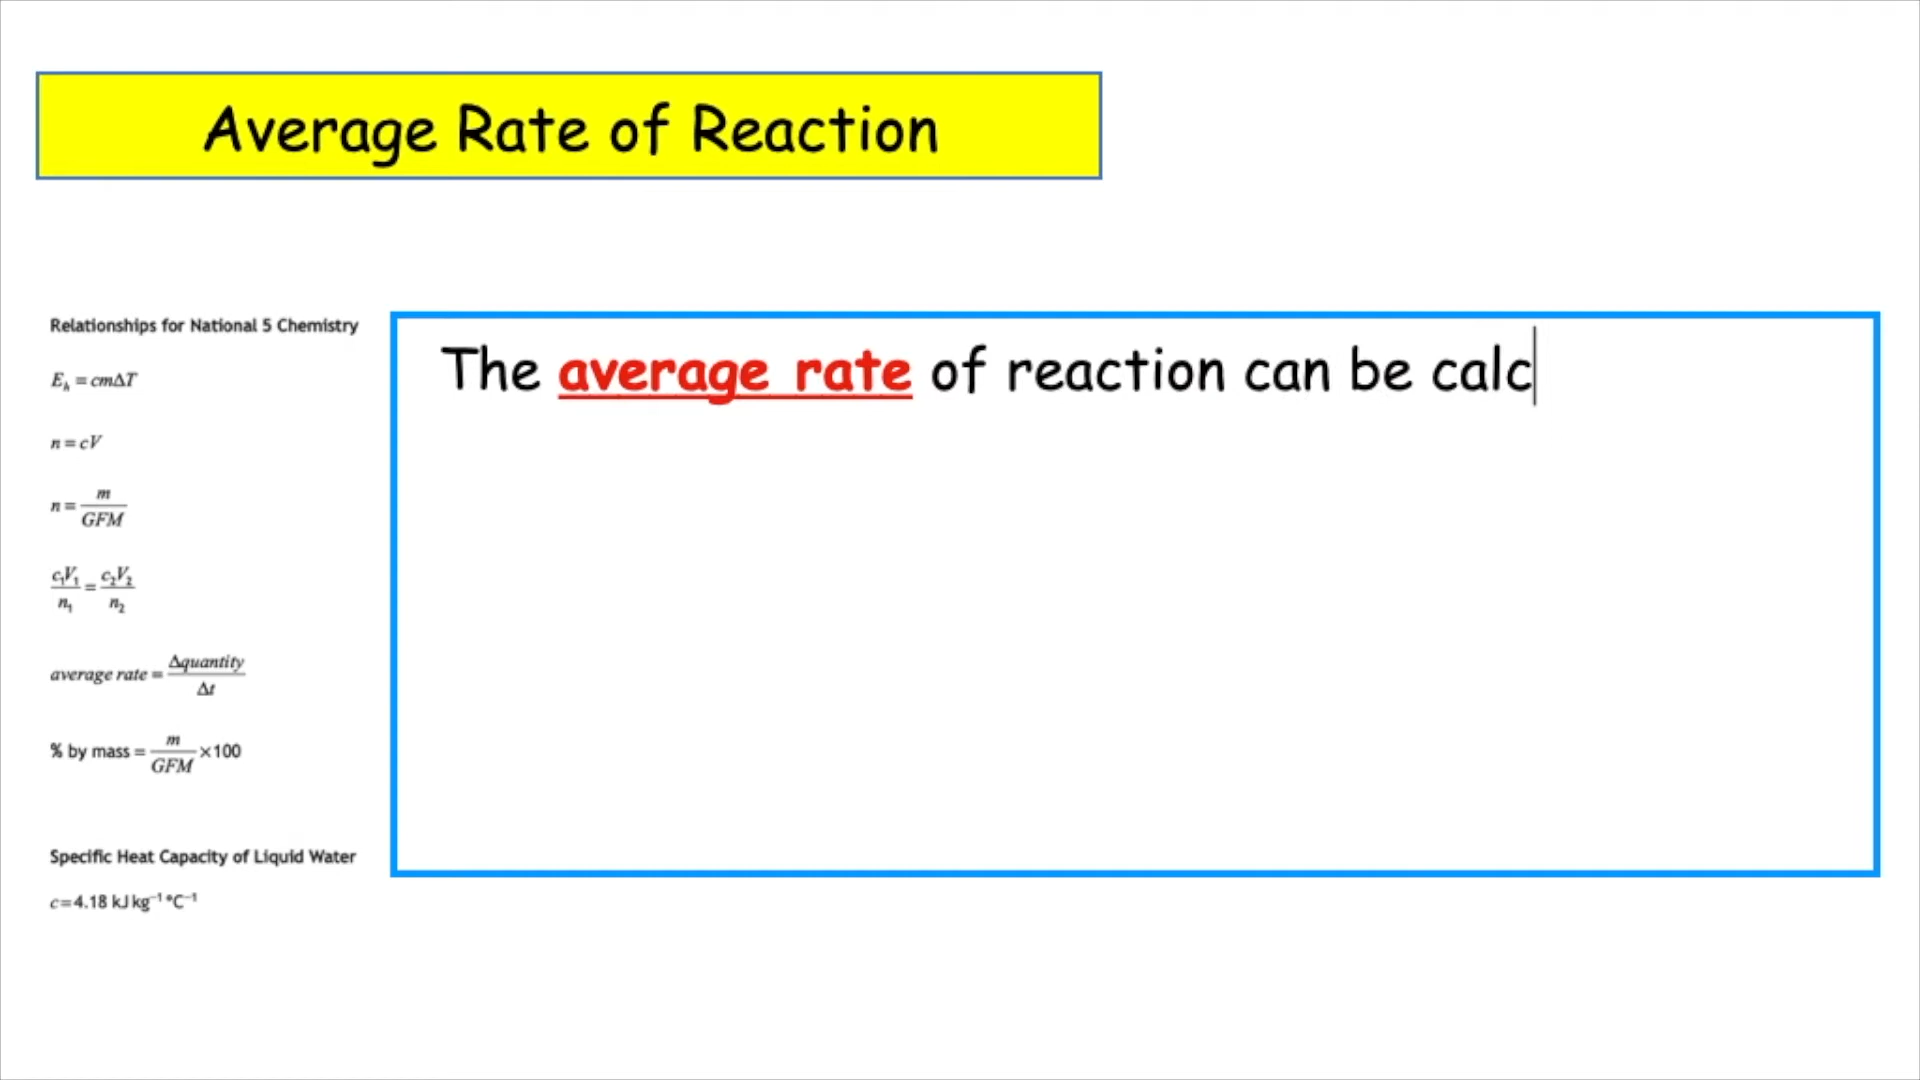 Average Rate of Reaction
Relationships for National 5 Chemistry
Eₕ = cmΔT
n = cV
n = m / GFM
c₁V₁ / n₁ = c₂V₂ / n₂
average rate = Δquantity / Δt
% by mass = m / GFM ×100
Specific Heat Capacity of Liquid Water
c=4.18 kJ kg⁻¹ °C⁻¹
The average rate of reaction can be calc